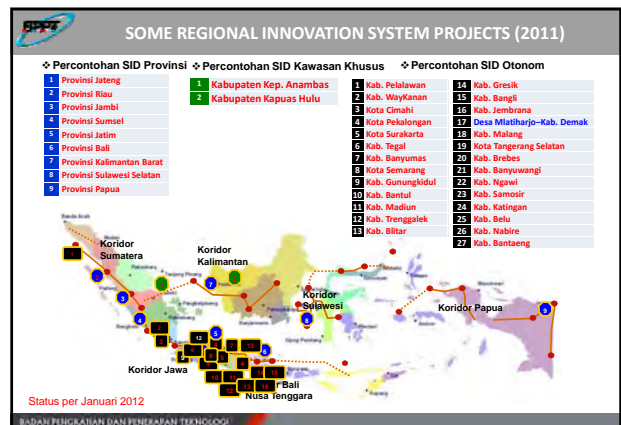 BPPT
SOME REGIONAL INNOVATION SYSTEM PROJECTS (2011)
❖ Percontohan SID Provinsi
1 Provinsi Jateng
2 Provinsi Riau
3 Provinsi Jambi
4 Provinsi Sumsel
5 Provinsi Jatim
6 Provinsi Bali
7 Provinsi Kalimantan Barat
8 Provinsi Sulawesi Selatan
9 Provinsi Papua
❖ Percontohan SID Kawasan Khusus
1 Kabupaten Kep. Anambas
2 Kabupaten Kapuas Hulu
❖ Percontohan SID Otonom
1 Kab. Pelalawan
2 Kab. WayKanan
3 Kota Cimahi
4 Kota Pekalongan
5 Kota Surakarta
6 Kab. Tegal
7 Kab. Banyumas
8 Kota Semarang
9 Kab. Gunungkidul
10 Kab. Bantul
11 Kab. Madiun
12 Kab. Trenggalek
13 Kab. Blitar
14 Kab. Gresik
15 Kab. Bangli
16 Kab. Jembrana
17 Desa Mlatiharjo–Kab. Demak
18 Kab. Malang
19 Kota Tangerang Selatan
20 Kab. Brebes
21 Kab. Banyuwangi
22 Kab. Ngawi
23 Kab. Samosir
24 Kab. Katingan
25 Kab. Belu
26 Kab. Nabire
27 Kab. Bantaeng
Banda Aceh
Koridor
Sumatera
Koridor
Kalimantan
Koridor
Sulawesi
Koridor Papua
Koridor Jawa
Bali
Nusa Tenggara
Status per Januari 2012
BADAN PENGKAJIAN DAN PENERAPAN TEKNOLOGI